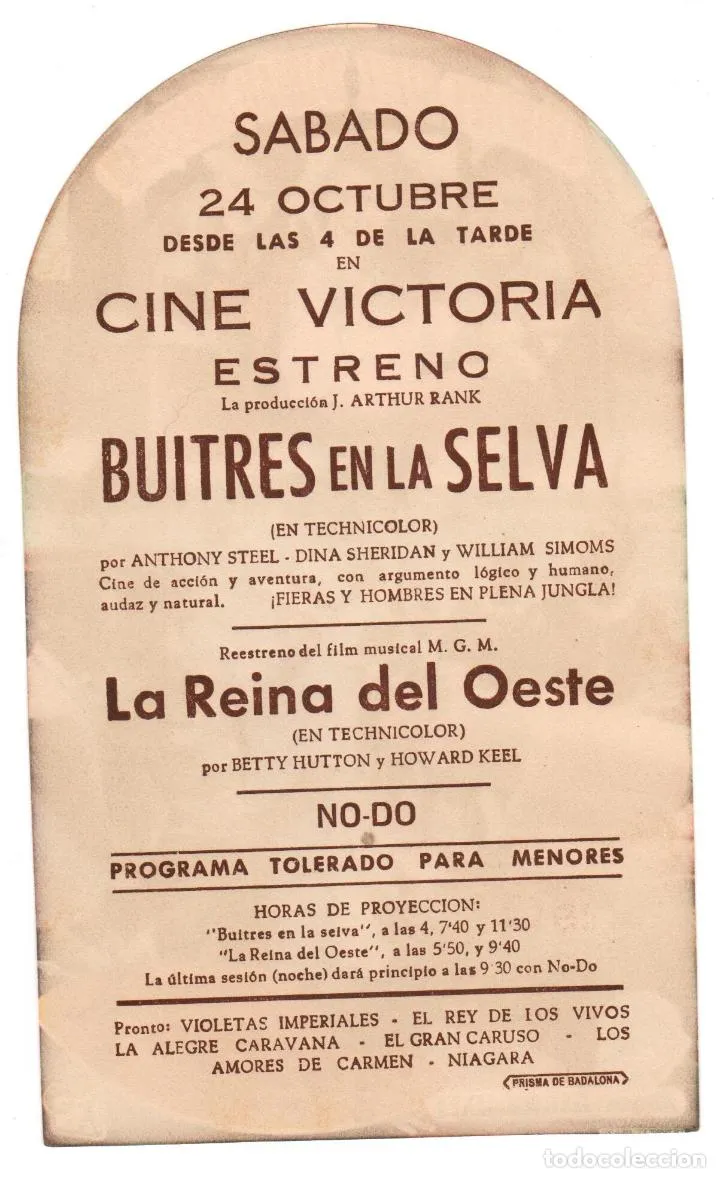 SABADO
24 OCTUBRE
DESDE LAS 4 DE LA TARDE
EN
CINE VICTORIA
ESTRENO
La producción J. ARTHUR RANK
BUITRES EN LA SELVA
(EN TECHNICOLOR)
por ANTHONY STEEL - DINA SHERIDAN y WILLIAM SIMOMS
Cine de acción y aventura, con argumento lógico y humano,
audaz y natural. ¡FIERAS Y HOMBRES EN PLENA JUNGLA!
Reestreno del film musical M. G. M.
La Reina del Oeste
(EN TECHNICOLOR)
por BETTY HUTTON y HOWARD KEEL
NO-DO
PROGRAMA TOLERADO PARA MENORES
HORAS DE PROYECCION:
"Buitres en la selva", a las 4, 7'40 y 11'30
"La Reina del Oeste", a las 5'50, y 9'40
La última sesión (noche) dará principio a las 9 30 con No-Do
Pronto: VIOLETAS IMPERIALES - EL REY DE LOS VIVOS
LA ALEGRE CARAVANA - EL GRAN CARUSO - LOS
AMORES DE CARMEN - NIAGARA
PRISMA DE BADALONA
todocoleccion